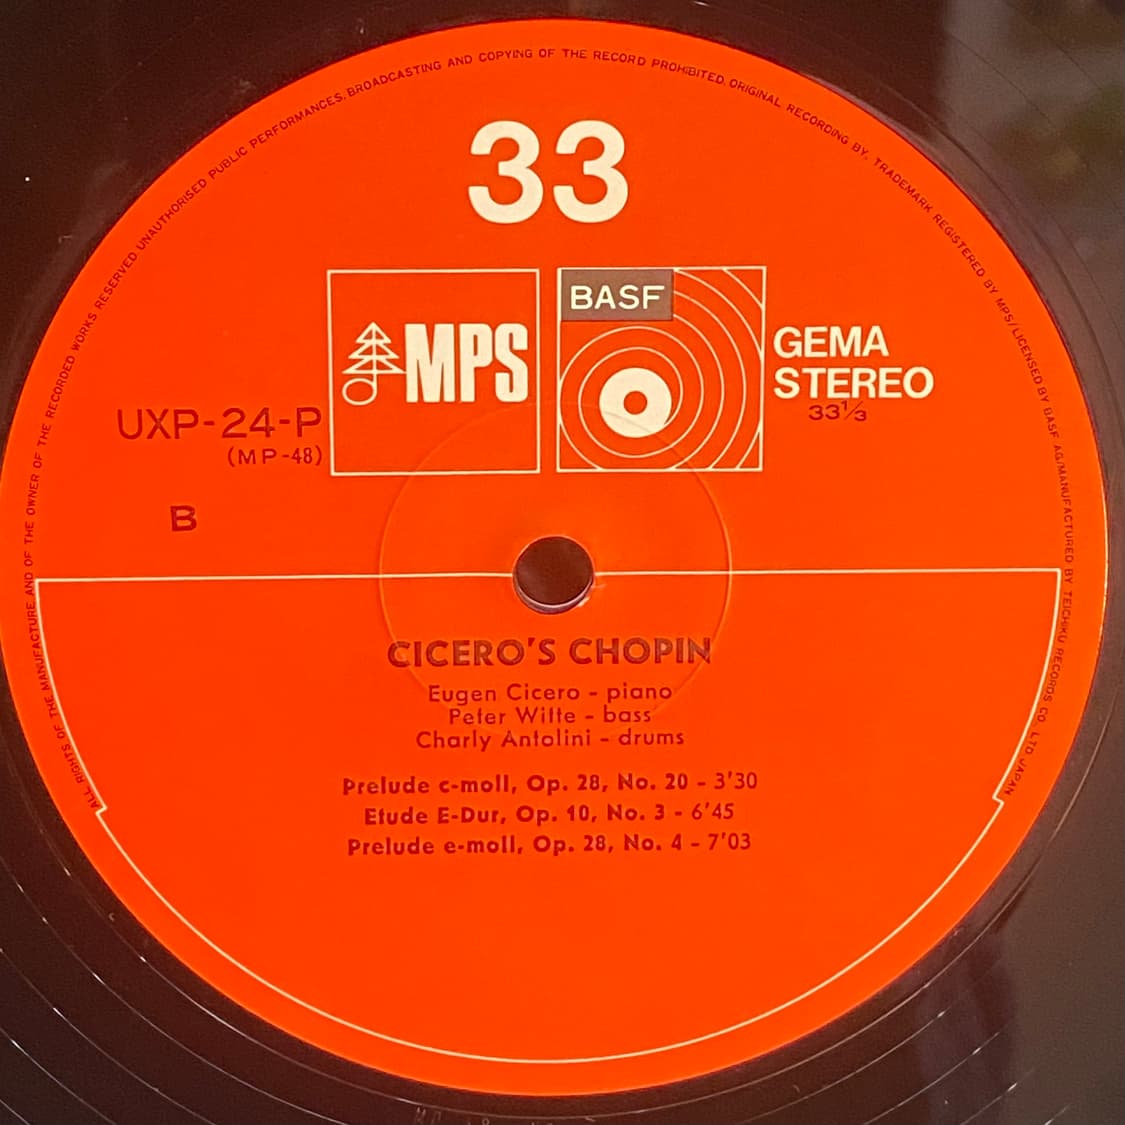 ALL RIGHTS OF THE MANUFACTURE AND OF THE OWNER OF THE RECORDED WORKS RESERVED UNAUTHORISED PUBLIC PERFORMANCES, BROADCASTING AND COPYING OF THE RECORD PROHIBITED. ORIGINAL RECORDING BY, TRADEMARK REGISTERED BY MPS/LICENSED BY BASF AG/MANUFACTURED BY TEICHIKU RECORDS CO. LTD JAPAN
33
MPS
BASF
GEMA
STEREO
33⅓
UXP-24-P
(MP-48)
B
CICERO'S CHOPIN
Eugen Cicero - piano
Peter Witte - bass
Charly Antolini - drums
Prelude c-moll, Op. 28, No. 20 - 3'30
Etude E-Dur, Op. 10, No. 3 - 6'45
Prelude e-moll, Op. 28, No. 4 - 7'03